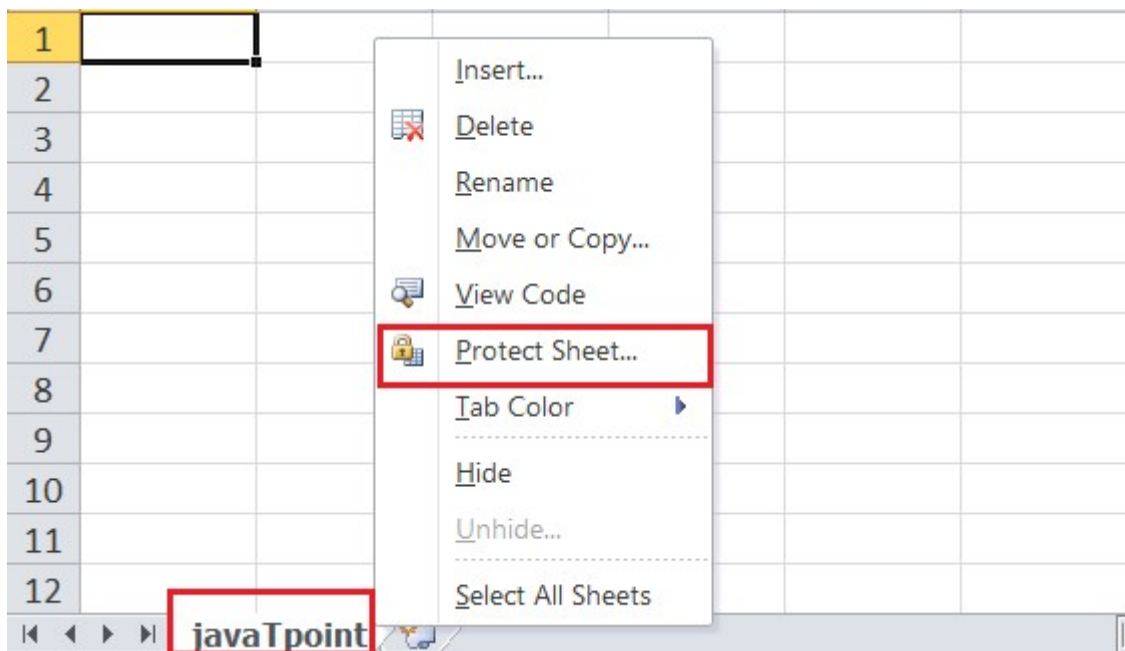 1
Insert...
2
Delete
3
Rename
4
Move or Copy...
5
View Code
6
Protect Sheet...
7
Tab Color
8
9
Hide
10
Unhide...
11
Select All Sheets
12
javaTpoint